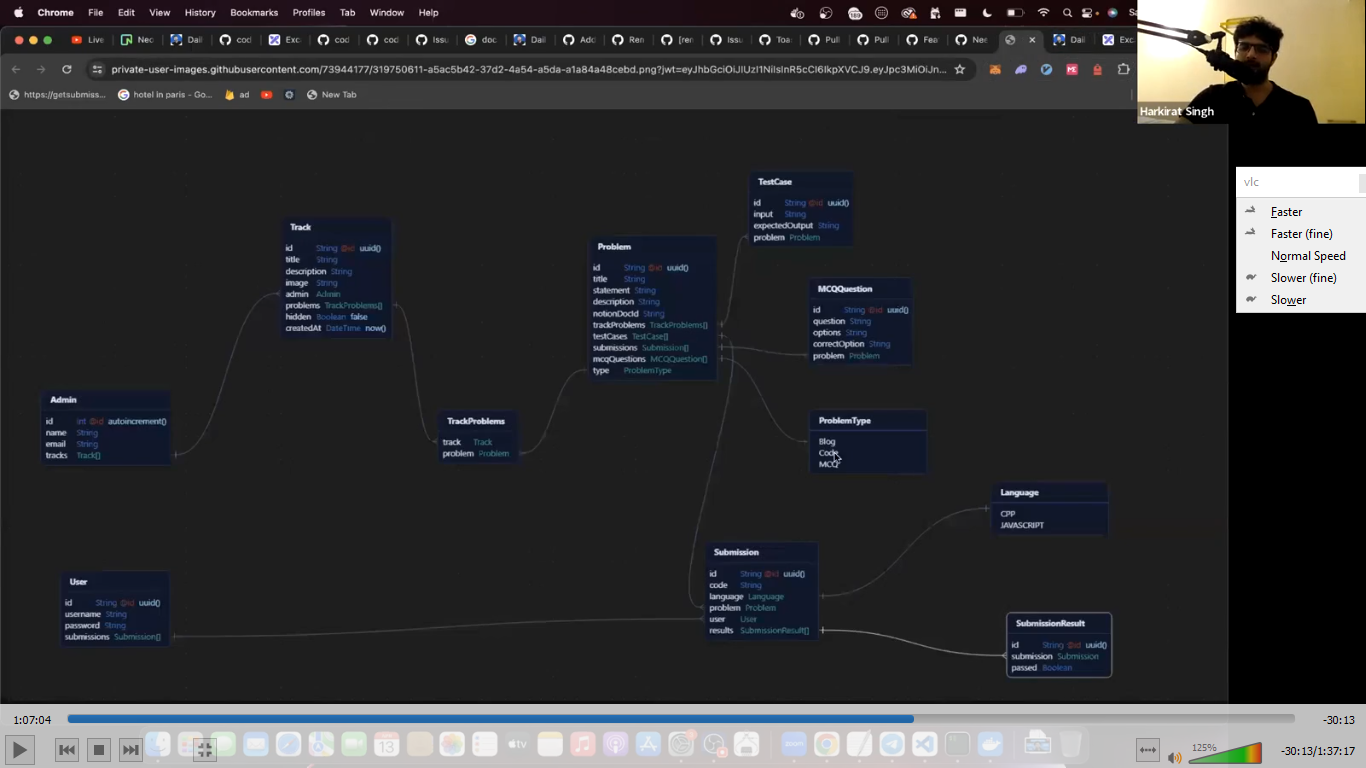 Chrome File Edit View History Bookmarks Profiles Tab Window Help
Live
Nec
Dail
cod
Exc
cod
cod
Issu
doc
Dail
Add
Ren
[rer
Issu
Toa
Pull
Pull
Fea
Nee
Dail
Exc
private-user-images.githubusercontent.com/73944177/319750611-a5ac5b42-37d2-4a54-a5da-a1a84a48cebd.png?jwt=eyJhbGciOiJIUzI1NiIsInR5cCI6IkpXVCJ9.eyJpc3MiOiJn...
https://getsubmiss...
hotel in paris - Go...
ad
New Tab
Harkirat Singh
vlc
Faster
Faster (fine)
Normal Speed
Slower (fine)
Slower
TestCase
id String @id uuid()
input String
expectedOutput String
problem Problem
Track
id String @id uuid()
title String
description String
image String
admin Admin
problems TrackProblems[]
hidden Boolean false
createdAt DateTime now()
Problem
id String @id uuid()
title String
statement String
description String
notionDocId String
trackProblems TrackProblems[]
testCases TestCase[]
submissions Submission[]
mcqQuestions MCQQuestion[]
type ProblemType
MCQQuestion
id String @id uuid()
question String
options String
correctOption String
problem Problem
Admin
id Int @id autoincrement()
name String
email String
tracks Track[]
TrackProblems
track Track
problem Problem
ProblemType
Blog
Code
MCQ
Language
CPP
JAVASCRIPT
Submission
id String @id uuid()
code String
language Language
problem Problem
user User
results SubmissionResult[]
User
id String @id uuid()
username String
password String
submissions Submission[]
SubmissionResult
id String @id uuid()
submission Submission
passed Boolean
1:07:04
-30:13
13
tv
125%
-30:13/1:37:17